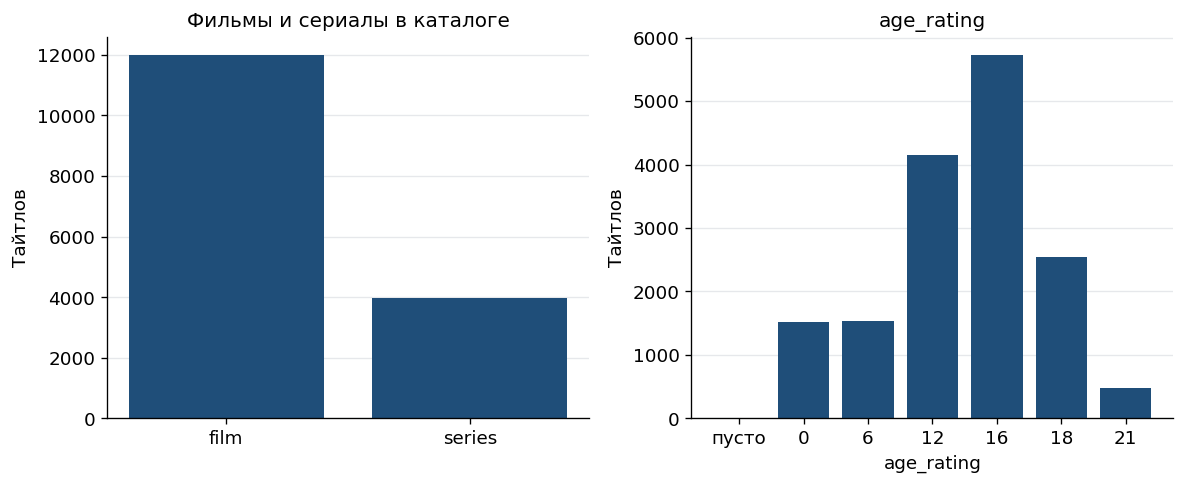 Фильмы и сериалы в каталоге
12000
10000
8000
6000
4000
2000
0
Тайтлов
film series
age_rating
6000
5000
4000
3000
2000
1000
0
Тайтлов
пусто 0 6 12 16 18 21
age_rating